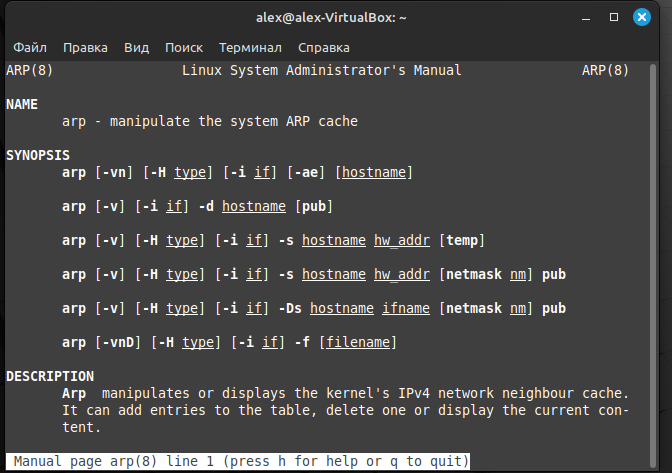 alex@alex-VirtualBox: ~
Файл Правка Вид Поиск Терминал Справка
ARP(8) Linux System Administrator's Manual ARP(8)
NAME
arp - manipulate the system ARP cache
SYNOPSIS
arp [-vn] [-H type] [-i if] [-ae] [hostname]
arp [-v] [-i if] -d hostname [pub]
arp [-v] [-H type] [-i if] -s hostname hw_addr [temp]
arp [-v] [-H type] [-i if] -s hostname hw_addr [netmask nm] pub
arp [-v] [-H type] [-i if] -Ds hostname ifname [netmask nm] pub
arp [-vnD] [-H type] [-i if] -f [filename]
DESCRIPTION
Arp manipulates or displays the kernel's IPv4 network neighbour cache.
It can add entries to the table, delete one or display the current con-
tent.
Manual page arp(8) line 1 (press h for help or q to quit)